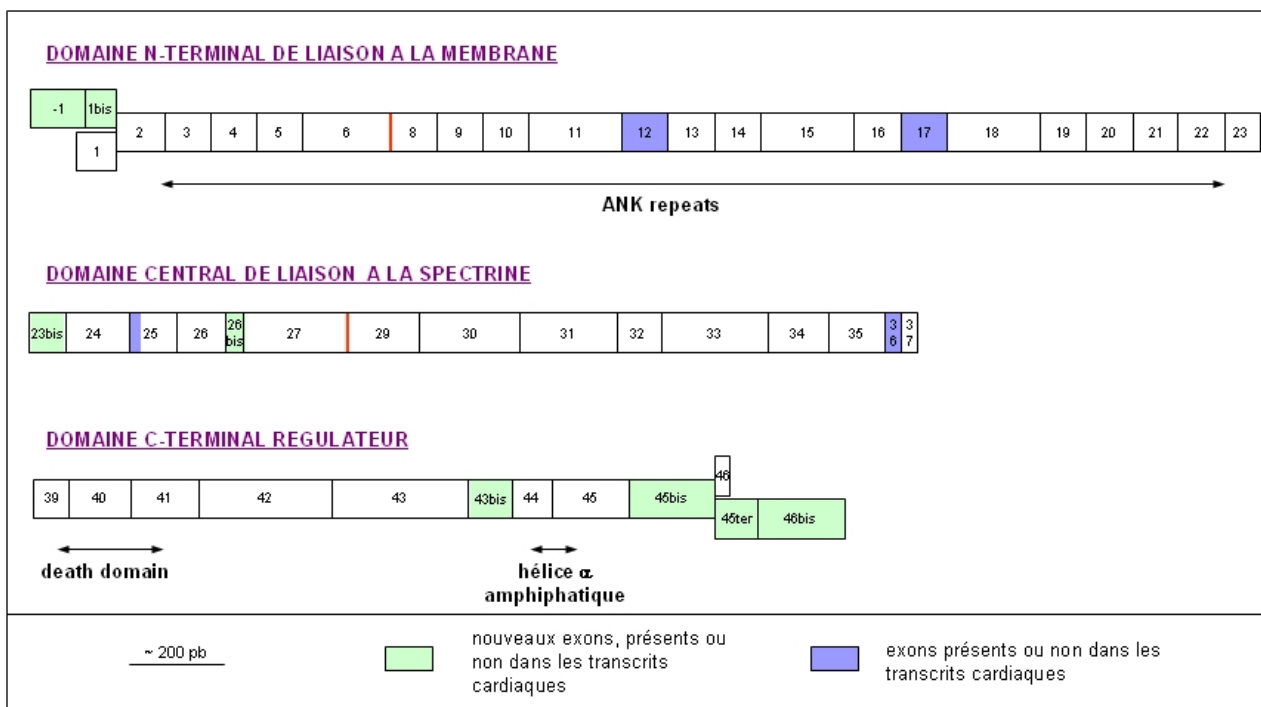 DOMAINE N-TERMINAL DE LIAISON A LA MEMBRANE
-1 1bis
1 2 3 4 5 6 8 9 10 11 12 13 14 15 16 17 18 19 20 21 22 23
ANK repeats
DOMAINE CENTRAL DE LIAISON A LA SPECTRINE
23bis 24 25 26 26 bis 27 29 30 31 32 33 34 35 36 37
DOMAINE C-TERMINAL REGULATEUR
39 40 41 42 43 43bis 44 45 45bis 46
45ter 46bis
death domain
hélice α
amphiphatique
~ 200 pb
nouveaux exons, présents ou
non dans les transcrits
cardiaques
exons présents ou non dans les
transcrits cardiaques